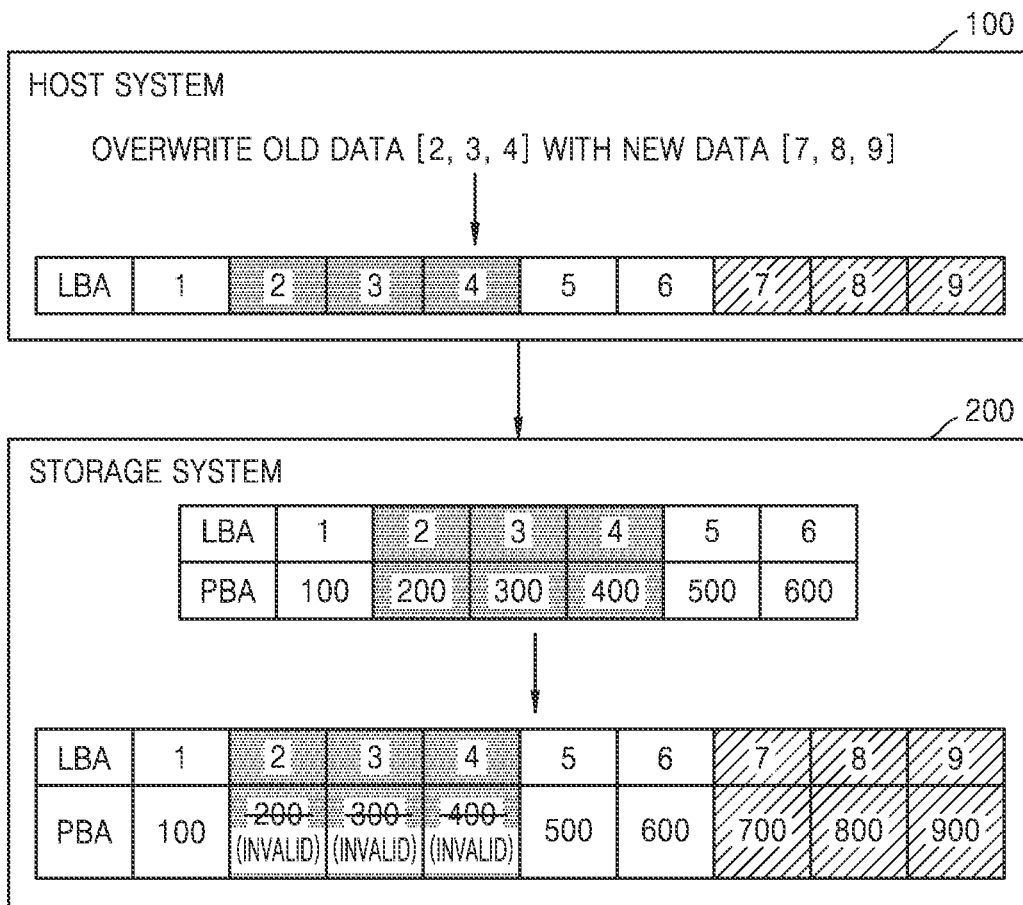 100
HOST SYSTEM
OVERWRITE OLD DATA [2, 3, 4] WITH NEW DATA [7, 8, 9]
LBA 1 2 3 4 5 6 7 8 9
200
STORAGE SYSTEM
LBA 1 2 3 4 5 6
PBA 100 200 300 400 500 600
LBA 1 2 3 4 5 6 7 8 9
PBA 100 200 (INVALID) 300 (INVALID) 400 (INVALID) 500 600 700 800 900